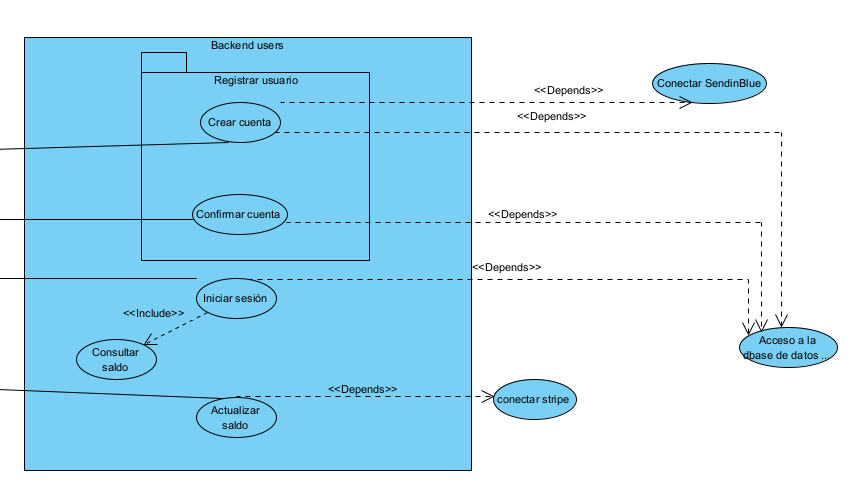 Backend users
Registrar usuario
Conectar SendinBlue
<<Depends>>
Crear cuenta
<<Depends>>
Confirmar cuenta
<<Depends>>
<<Depends>>
Iniciar sesión
<<Include>>
Consultar
saldo
Acceso a la
dbase de datos ...
<<Depends>>
conectar stripe
Actualizar
saldo